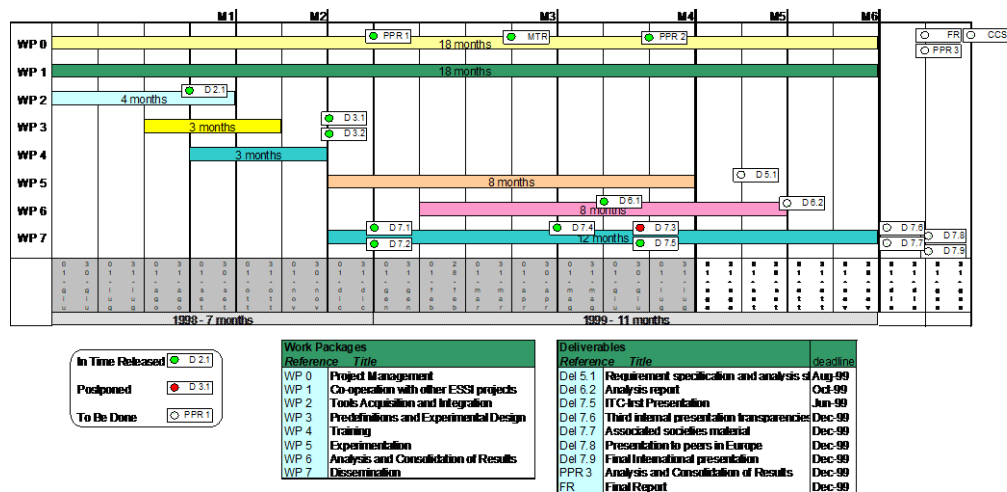 M1 M2 M3 M4 M5 M6
WP 0 PPR 1 MTR PPR 2 FR CCS
18 months PPR 3
WP 1 18 months
WP 2 4 months D 2.1
WP 3 3 months D 3.1
D 3.2
WP 4 3 months
WP 5 8 months D 5.1
WP 6 8 months D 6.1 D 6.2
WP 7 12 months D 7.1 D 7.4 D 7.3 D 7.6 D 7.8
D 7.2 D 7.5 D 7.7 D 7.9
1998 - 7 months 1999 - 11 months
In Time Released D 2.1
Postponed D 3.1
To Be Done PPR 1
Work Packages
Reference Title
WP 0 Project Management
WP 1 Co-operation with other ESSI projects
WP 2 Tools Acquisition and Integration
WP 3 Predefinitions and Experimental Design
WP 4 Training
WP 5 Experimentation
WP 6 Analysis and Consolidation of Results
WP 7 Dissemination
Deliverables
Reference Title deadline
Del 5.1 Requirement specification and analysis s Aug-99
Del 6.2 Analysis report Oct-99
Del 7.5 ITC-Irst Presentation Jun-99
Del 7.6 Third internal presentation transparencies Dec-99
Del 7.7 Associated societies material Dec-99
Del 7.8 Presentation to peers in Europe Dec-99
Del 7.9 Final International presentation Dec-99
PPR 3 Analysis and Consolidation of Results Dec-99
FR Final Report Dec-99